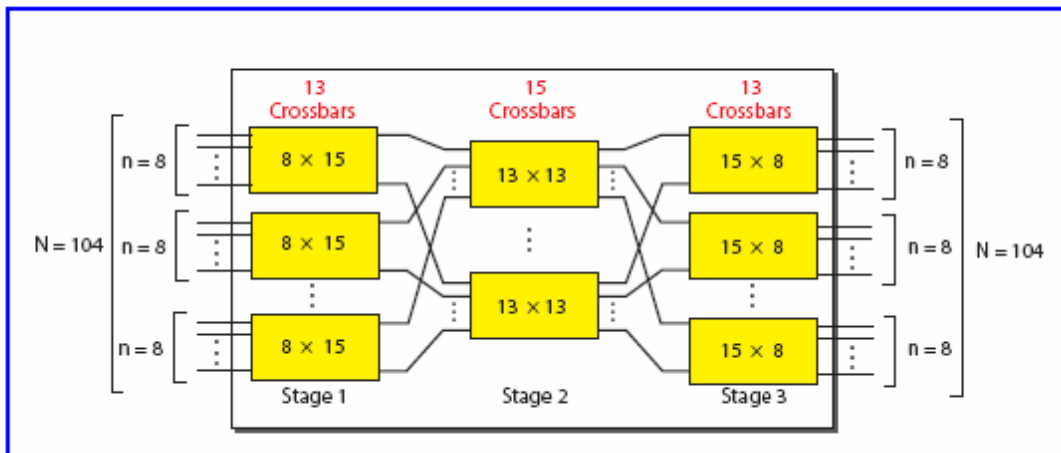 13
Crossbars
15
Crossbars
13
Crossbars
n = 8
8 × 15
13 × 13
15 × 8
n = 8
N = 104
n = 8
8 × 15
15 × 8
n = 8
N = 104
13 × 13
n = 8
8 × 15
15 × 8
n = 8
Stage 1
Stage 2
Stage 3